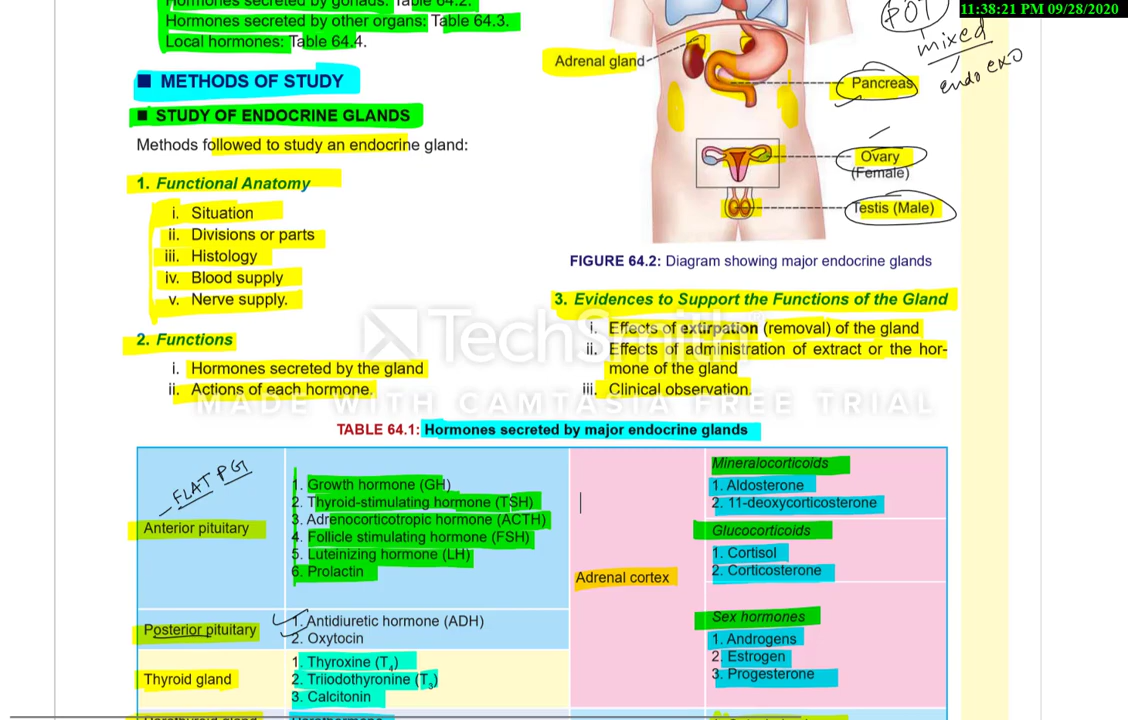 11:38:21 PM 09/28/2020
Hormones secreted by gonads: Table 64.2.
Hormones secreted by other organs: Table 64.3.
Local hormones: Table 64.4.
■ METHODS OF STUDY
■ STUDY OF ENDOCRINE GLANDS
Methods followed to study an endocrine gland:
1. Functional Anatomy
i. Situation
ii. Divisions or parts
iii. Histology
iv. Blood supply
v. Nerve supply.
2. Functions
i. Hormones secreted by the gland
ii. Actions of each hormone.
POT
mixed
endo exo
Adrenal gland
Pancreas
Ovary
(Female)
Testis (Male)
FIGURE 64.2: Diagram showing major endocrine glands
3. Evidences to Support the Functions of the Gland
i. Effects of extirpation (removal) of the gland
ii. Effects of administration of extract or the hor-
mone of the gland
iii. Clinical observation.
TechSmith
MADE WITH CAMTASIA FREE TRIAL
TABLE 64.1: Hormones secreted by major endocrine glands
FLAT PG
Anterior pituitary
1. Growth hormone (GH)
2. Thyroid-stimulating hormone (TSH)
3. Adrenocorticotropic hormone (ACTH)
4. Follicle stimulating hormone (FSH)
5. Luteinizing hormone (LH)
6. Prolactin
Posterior pituitary
1. Antidiuretic hormone (ADH)
2. Oxytocin
Thyroid gland
1. Thyroxine (T4)
2. Triiodothyronine (T3)
3. Calcitonin
Adrenal cortex
Mineralocorticoids
1. Aldosterone
2. 11-deoxycorticosterone
Glucocorticoids
1. Cortisol
2. Corticosterone
Sex hormones
1. Androgens
2. Estrogen
3. Progesterone